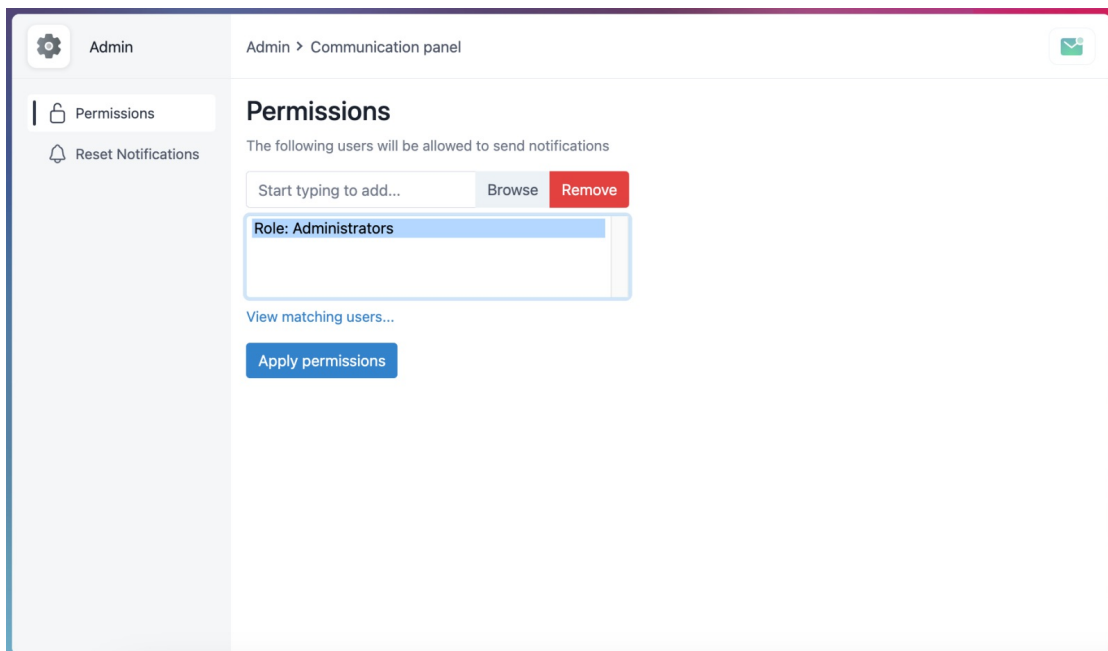 Admin
Admin > Communication panel
Permissions
Reset Notifications
Permissions
The following users will be allowed to send notifications
Start typing to add...
Browse
Remove
Role: Administrators
View matching users...
Apply permissions